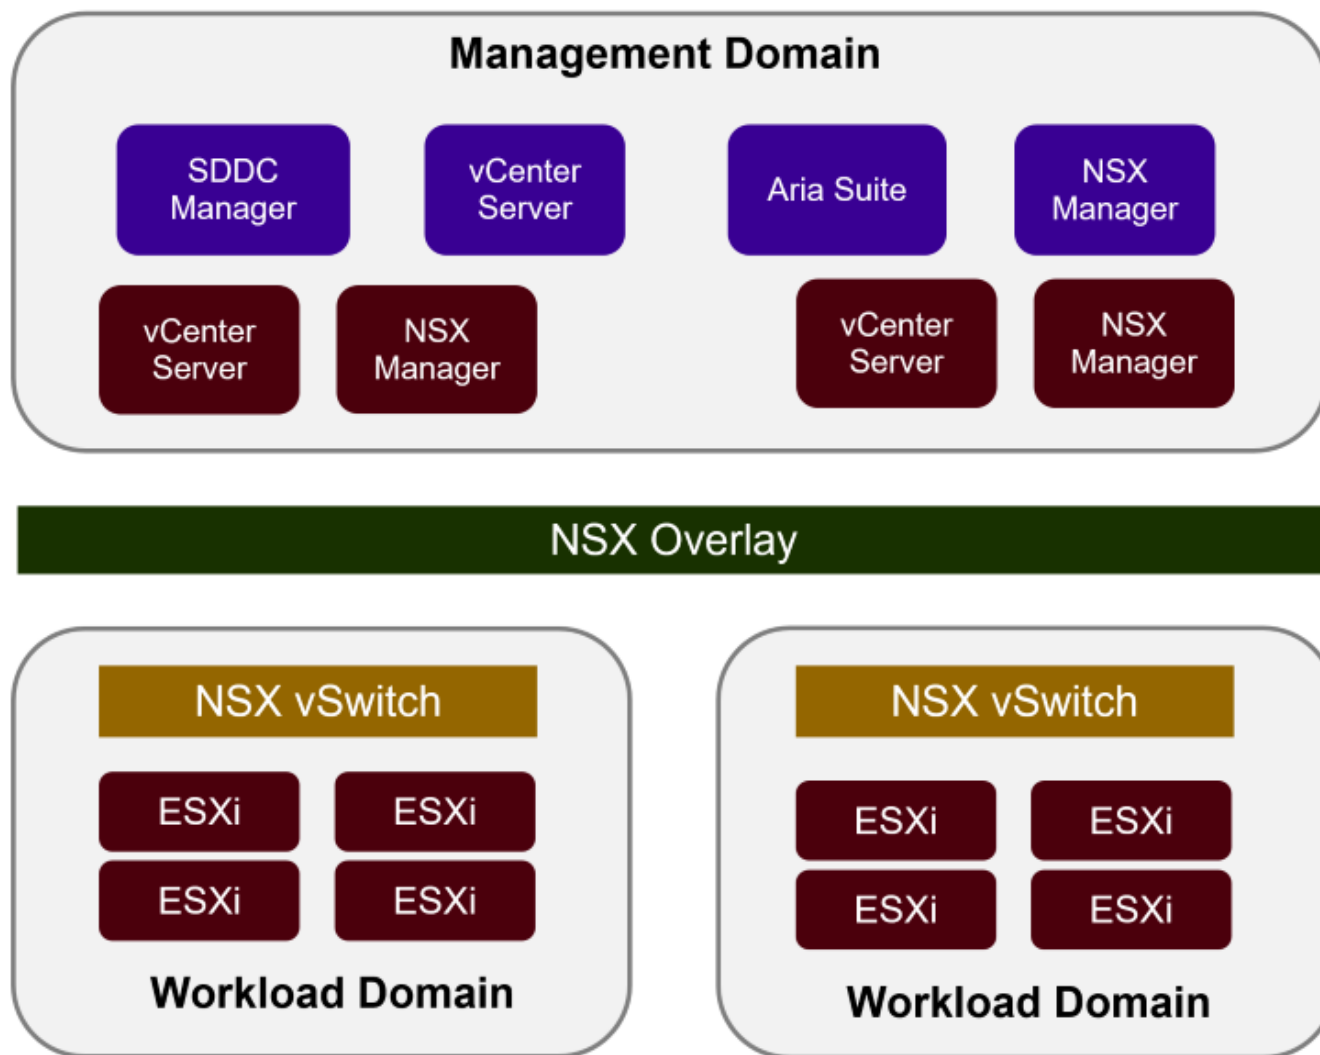 Management Domain
SDDC
Manager
vCenter
Server
Aria Suite
NSX
Manager
vCenter
Server
NSX
Manager
vCenter
Server
NSX
Manager
NSX Overlay
NSX vSwitch
ESXi
ESXi
ESXi
ESXi
Workload Domain
NSX vSwitch
ESXi
ESXi
ESXi
ESXi
Workload Domain